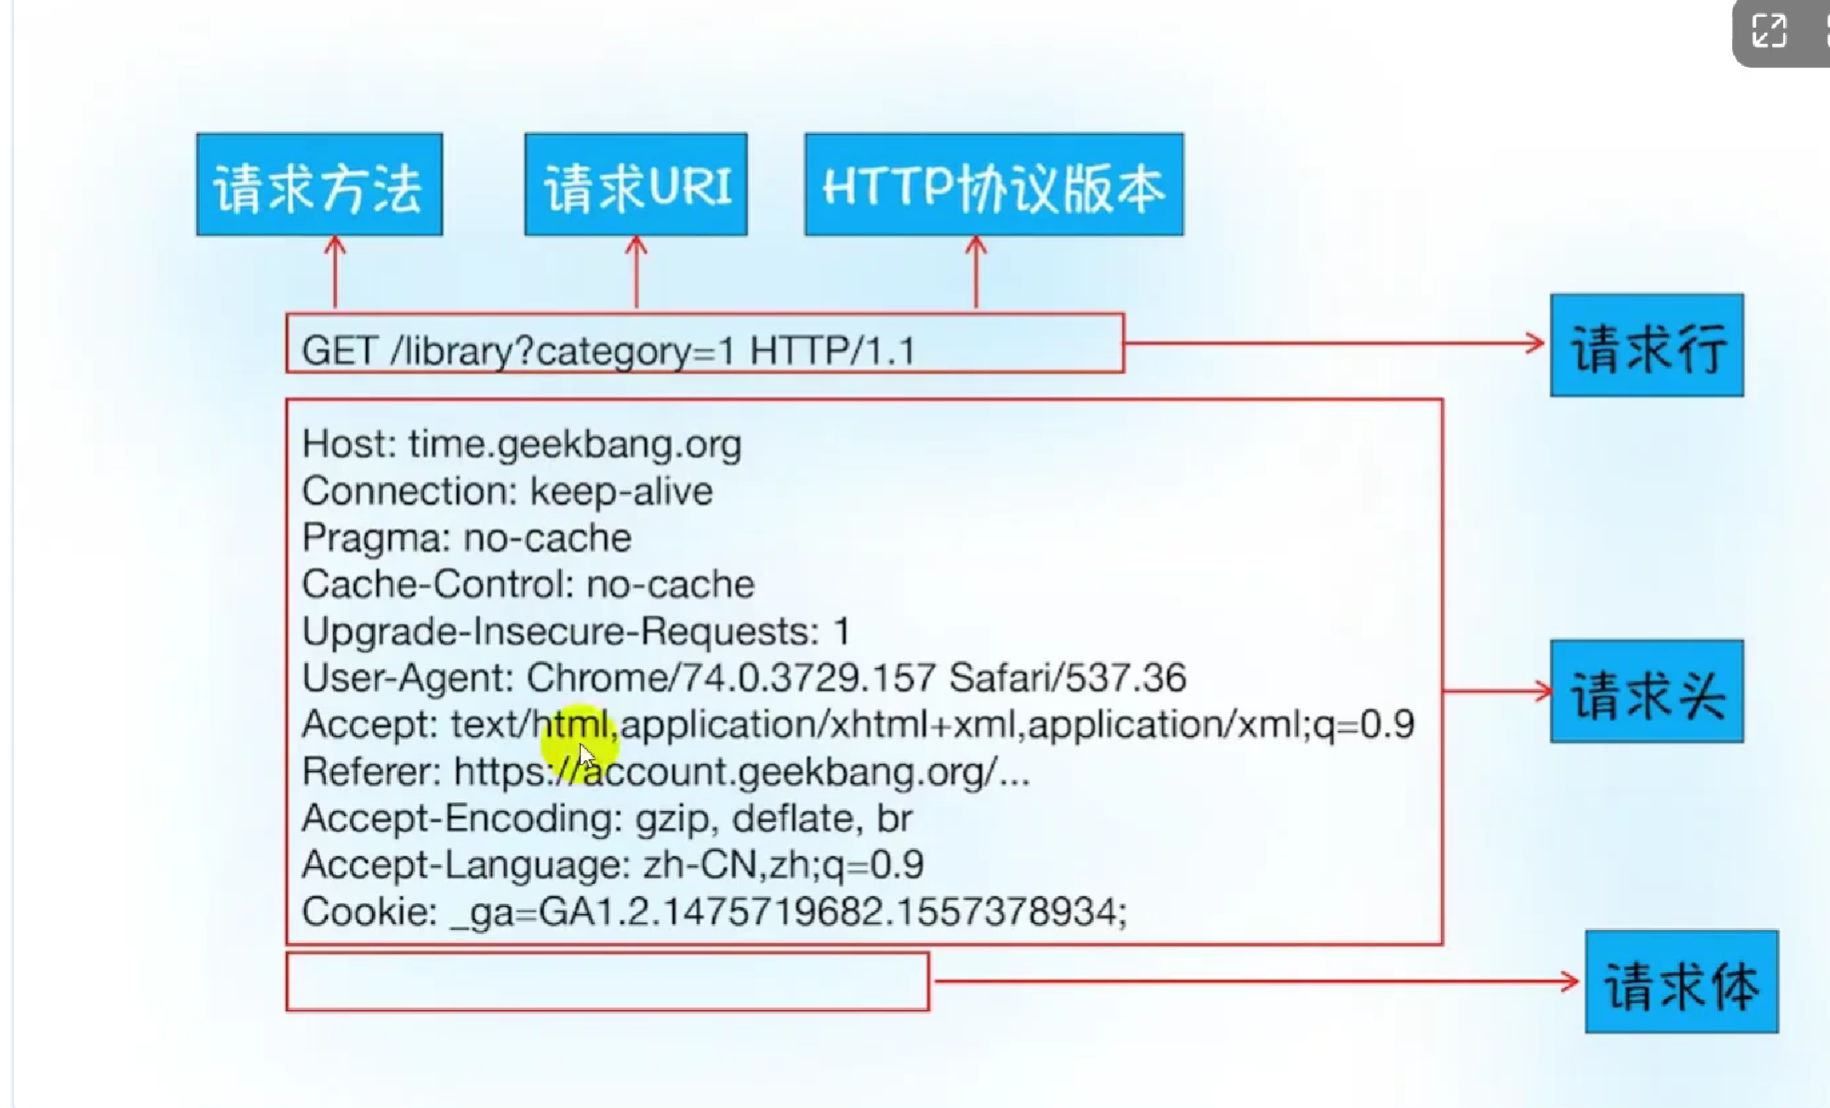 请求方法 请求URI HTTP协议版本
GET /library?category=1 HTTP/1.1
请求行
Host: time.geekbang.org
Connection: keep-alive
Pragma: no-cache
Cache-Control: no-cache
Upgrade-Insecure-Requests: 1
User-Agent: Chrome/74.0.3729.157 Safari/537.36
Accept: text/html,application/xhtml+xml,application/xml;q=0.9
Referer: https://account.geekbang.org/...
Accept-Encoding: gzip, deflate, br
Accept-Language: zh-CN,zh;q=0.9
Cookie: _ga=GA1.2.1475719682.1557378934;
请求头
请求体